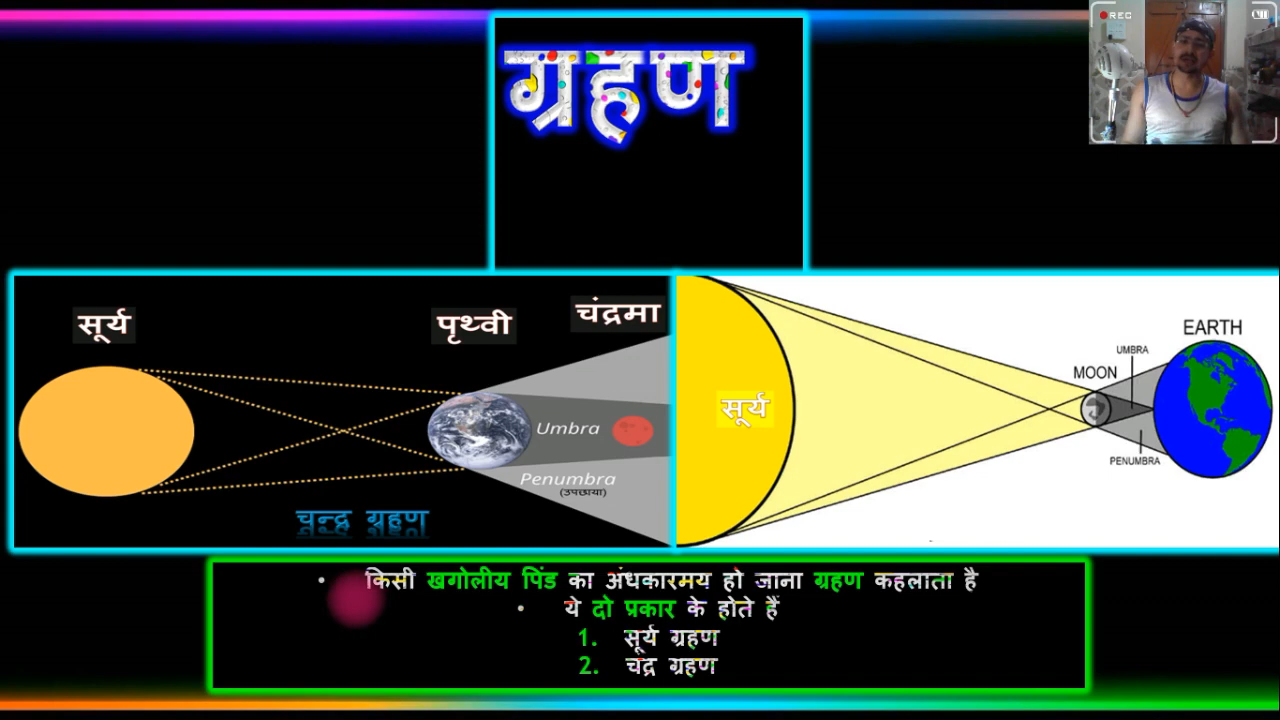 REC
ग्रहण
सूर्य
पृथ्वी
चंद्रमा
Umbra
Penumbra
(उपछाया)
चन्द्र ग्रहण
सूर्य
EARTH
UMBRA
MOON
PENUMBRA
• किसी खगोलीय पिंड का अंधकारमय हो जाना ग्रहण कहलाता है
• ये दो प्रकार के होते हैं
1. सूर्य ग्रहण
2. चंद्र ग्रहण